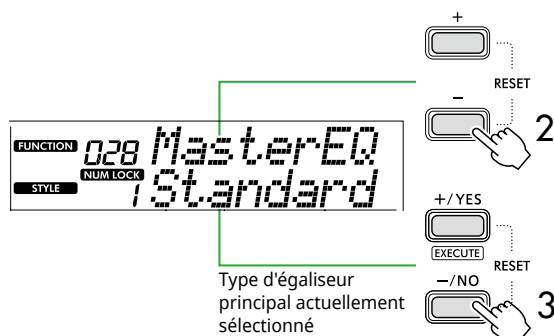 +
RESET
−
2
FUNCTION 028 MasterEQ
NUM LOCK
STYLE 1 Standard
+/YES
EXECUTE
RESET
−/NO
3
Type d'égaliseur
principal actuellement
sélectionné